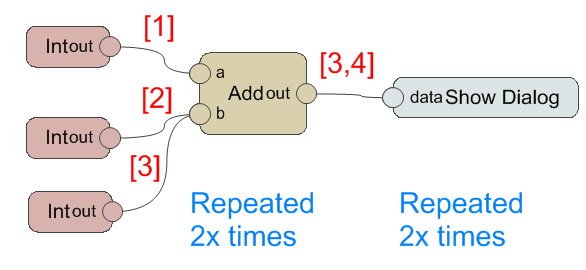 [1]
Int out
a
Add out
[3,4]
data Show Dialog
[2]
b
Int out
[3]
Int out
Repeated
2x times
Repeated
2x times